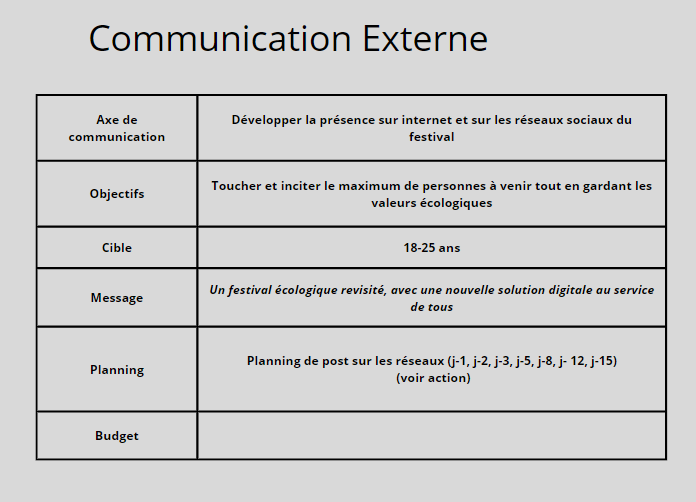 Communication Externe
Axe de
communication
Développer la présence sur internet et sur les réseaux sociaux du
festival
Objectifs
Toucher et inciter le maximum de personnes à venir tout en gardant les
valeurs écologiques
Cible
18-25 ans
Message
Un festival écologique revisité, avec une nouvelle solution digitale au service
de tous
Planning
Planning de post sur les réseaux (j-1, j-2, j-3, j-5, j-8, j- 12, j-15)
(voir action)
Budget